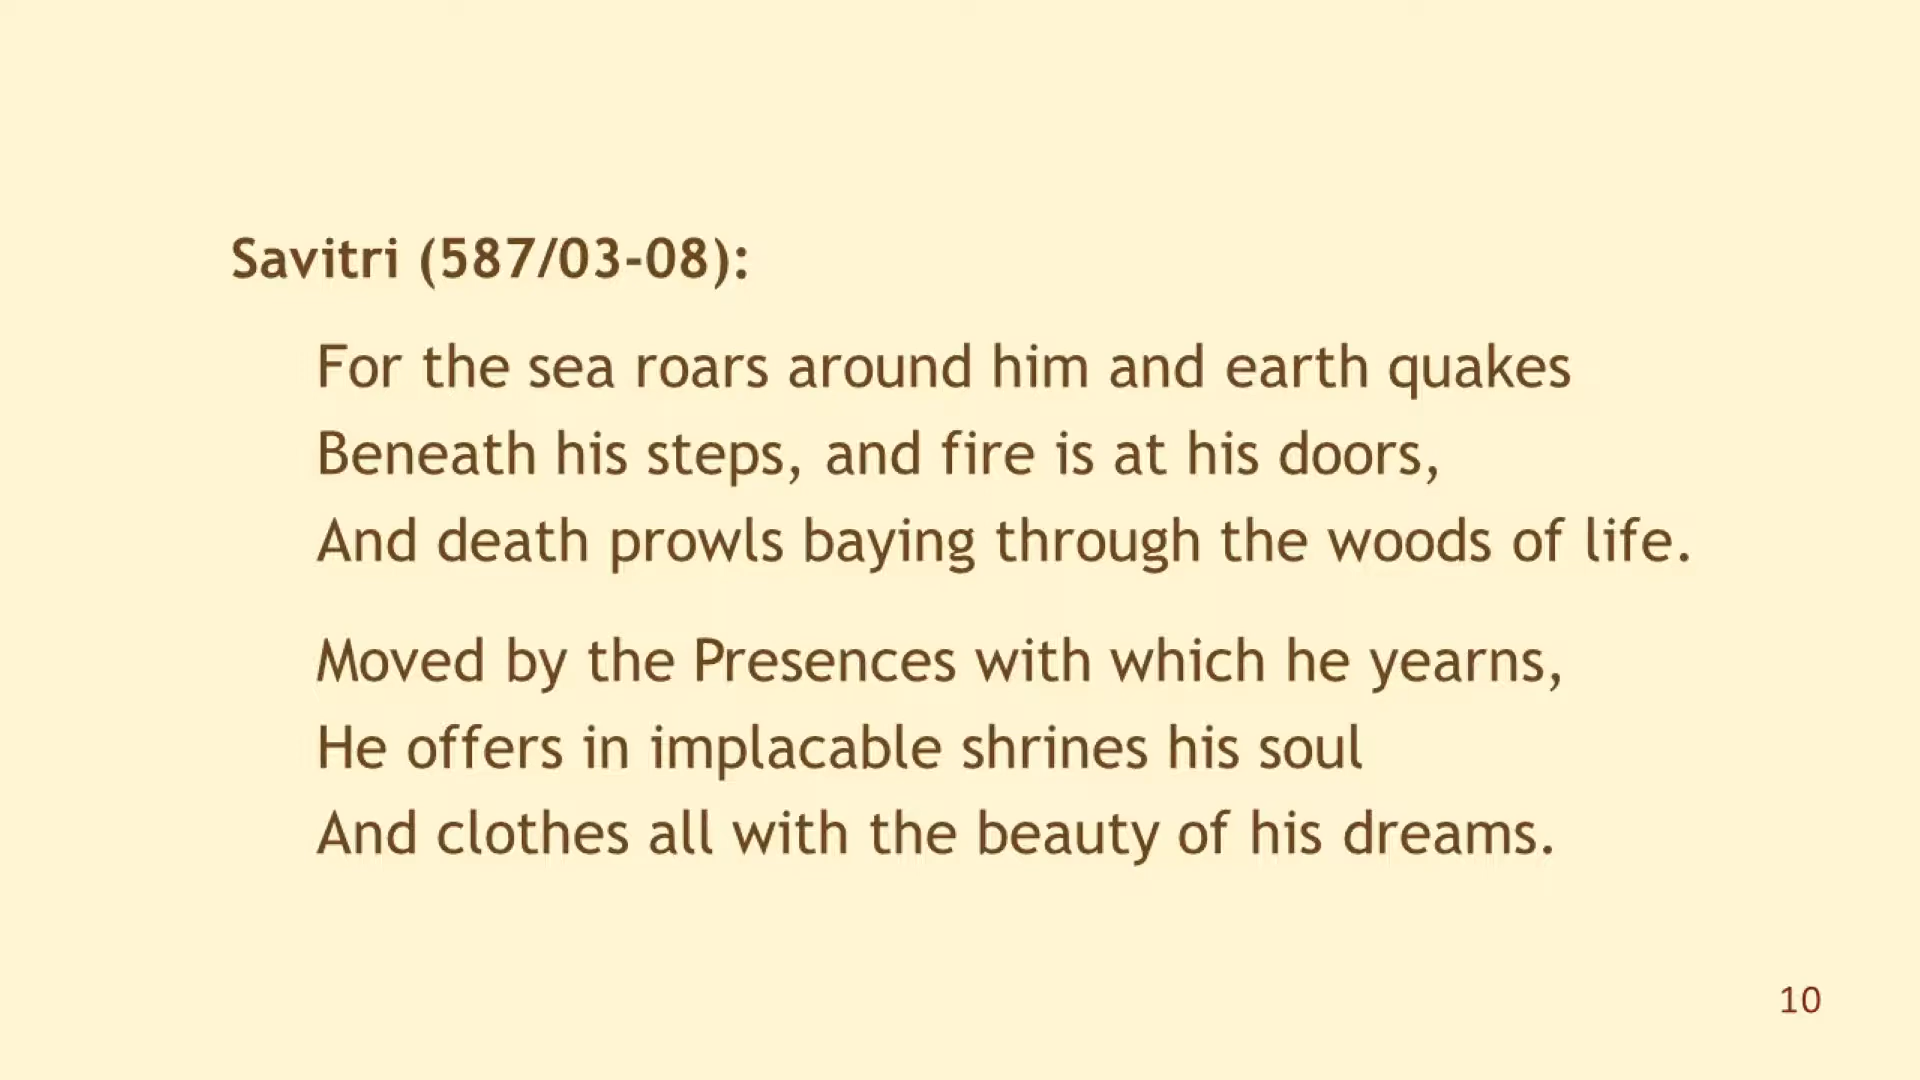 Savitri (587/03-08):
For the sea roars around him and earth quakes
Beneath his steps, and fire is at his doors,
And death prowls baying through the woods of life.
Moved by the Presences with which he yearns,
He offers in implacable shrines his soul
And clothes all with the beauty of his dreams.
10